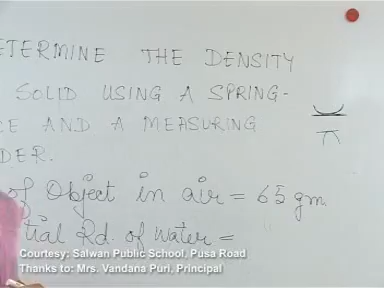 ETERMINE THE DENSITY
SOLID USING A SPRING-
CE AND A MEASURING
DER.
of object in air = 65 gm.
tial Rd. of water =
Courtesy: Salwan Public School, Pusa Road
Thanks to: Mrs. Vandana Puri, Principal